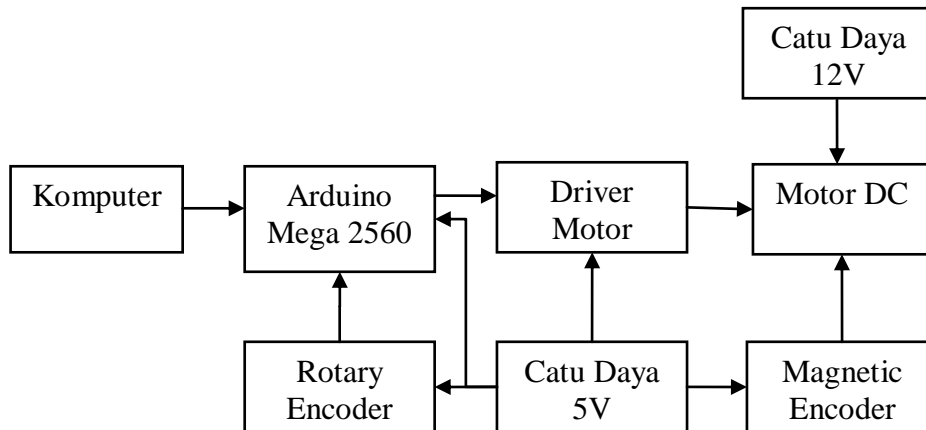 Catu Daya
12V
Komputer
Arduino
Mega 2560
Driver
Motor
Motor DC
Rotary
Encoder
Catu Daya
5V
Magnetic
Encoder